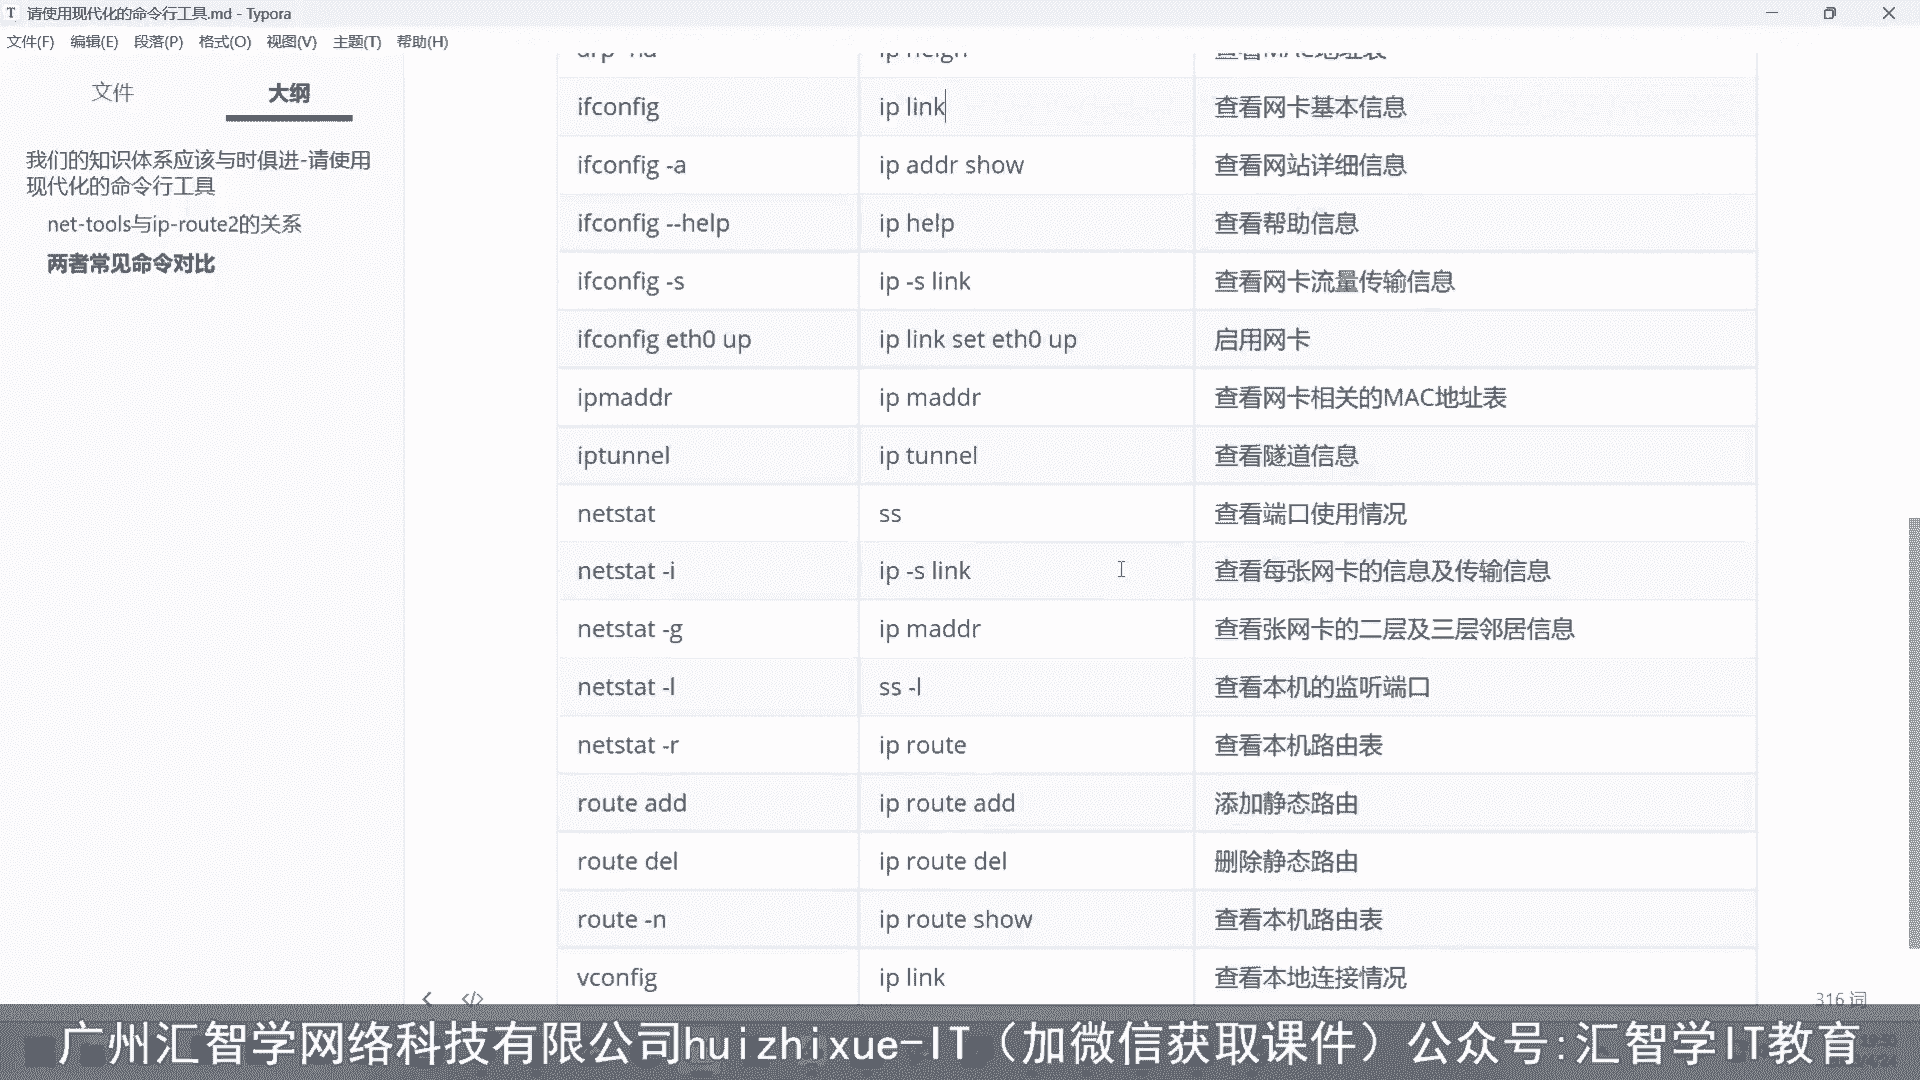 T 请使用现代化的命令行工具.md - Typora
文件(F) 编辑(E) 段落(P) 格式(O) 视图(V) 主题(T) 帮助(H)
文件 大纲
我们的知识体系应该与时俱进-请使用
现代化的命令行工具
net-tools与ip-route2的关系
两者常见命令对比
arp -na ip neigh 查看MAC地址表
ifconfig ip link 查看网卡基本信息
ifconfig -a ip addr show 查看网站详细信息
ifconfig --help ip help 查看帮助信息
ifconfig -s ip -s link 查看网卡流量传输信息
ifconfig eth0 up ip link set eth0 up 启用网卡
ipmaddr ip maddr 查看网卡相关的MAC地址表
iptunnel ip tunnel 查看隧道信息
netstat ss 查看端口使用情况
netstat -i ip -s link 查看每张网卡的信息及传输信息
netstat -g ip maddr 查看张网卡的二层及三层邻居信息
netstat -l ss -l 查看本机的监听端口
netstat -r ip route 查看本机路由表
route add ip route add 添加静态路由
route del ip route del 删除静态路由
route -n ip route show 查看本机路由表
vconfig ip link 查看本地连接情况
316 词
广州汇智学网络科技有限公司huizhixue-IT（加微信获取课件）公众号:汇智学IT教育